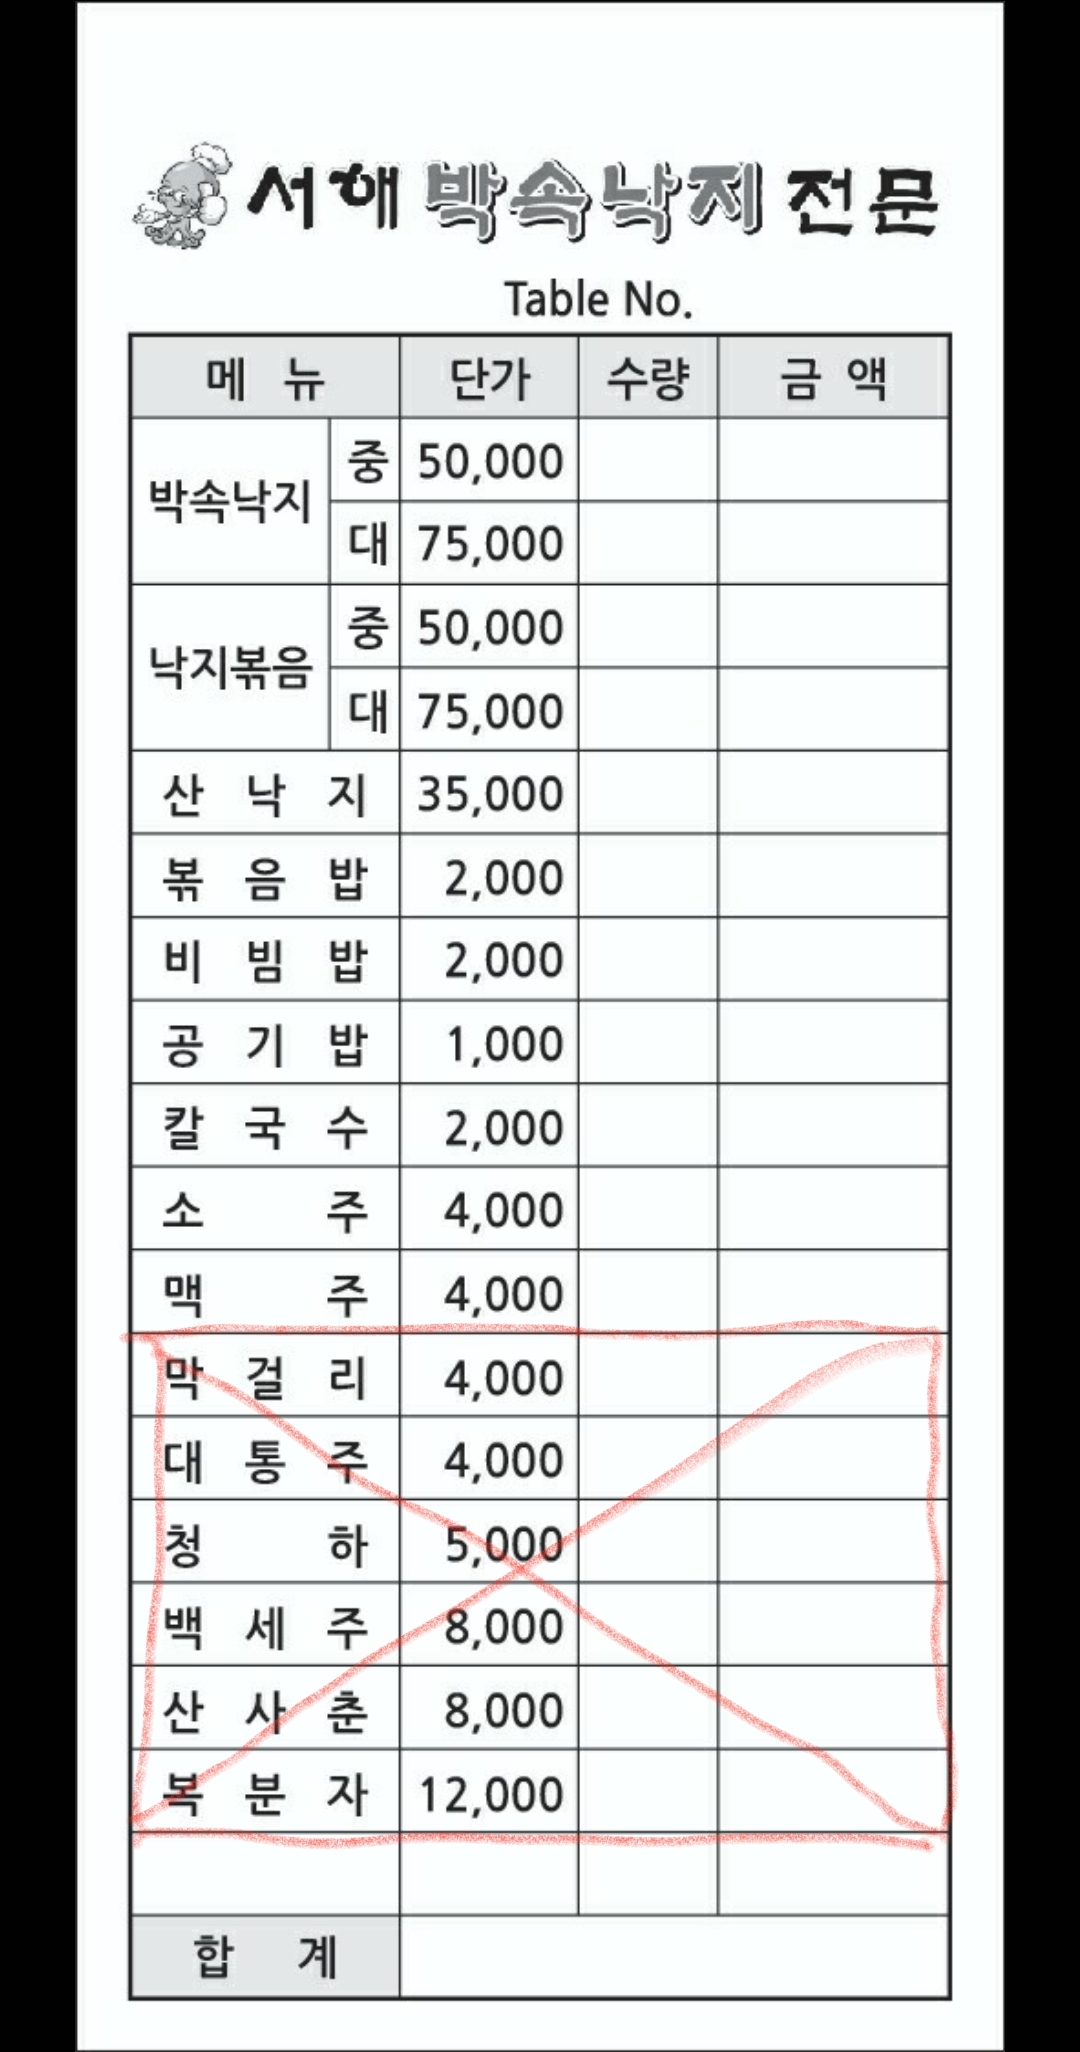 서해 박속낙지 전문
Table No.
메 뉴 단가 수량 금 액
박속낙지 중 50,000
대 75,000
낙지볶음 중 50,000
대 75,000
산 낙 지 35,000
볶 음 밥 2,000
비 빔 밥 2,000
공 기 밥 1,000
칼 국 수 2,000
소 주 4,000
맥 주 4,000
막 걸 리 4,000
대 통 주 4,000
청 하 5,000
백 세 주 8,000
산 사 춘 8,000
복 분 자 12,000
합 계